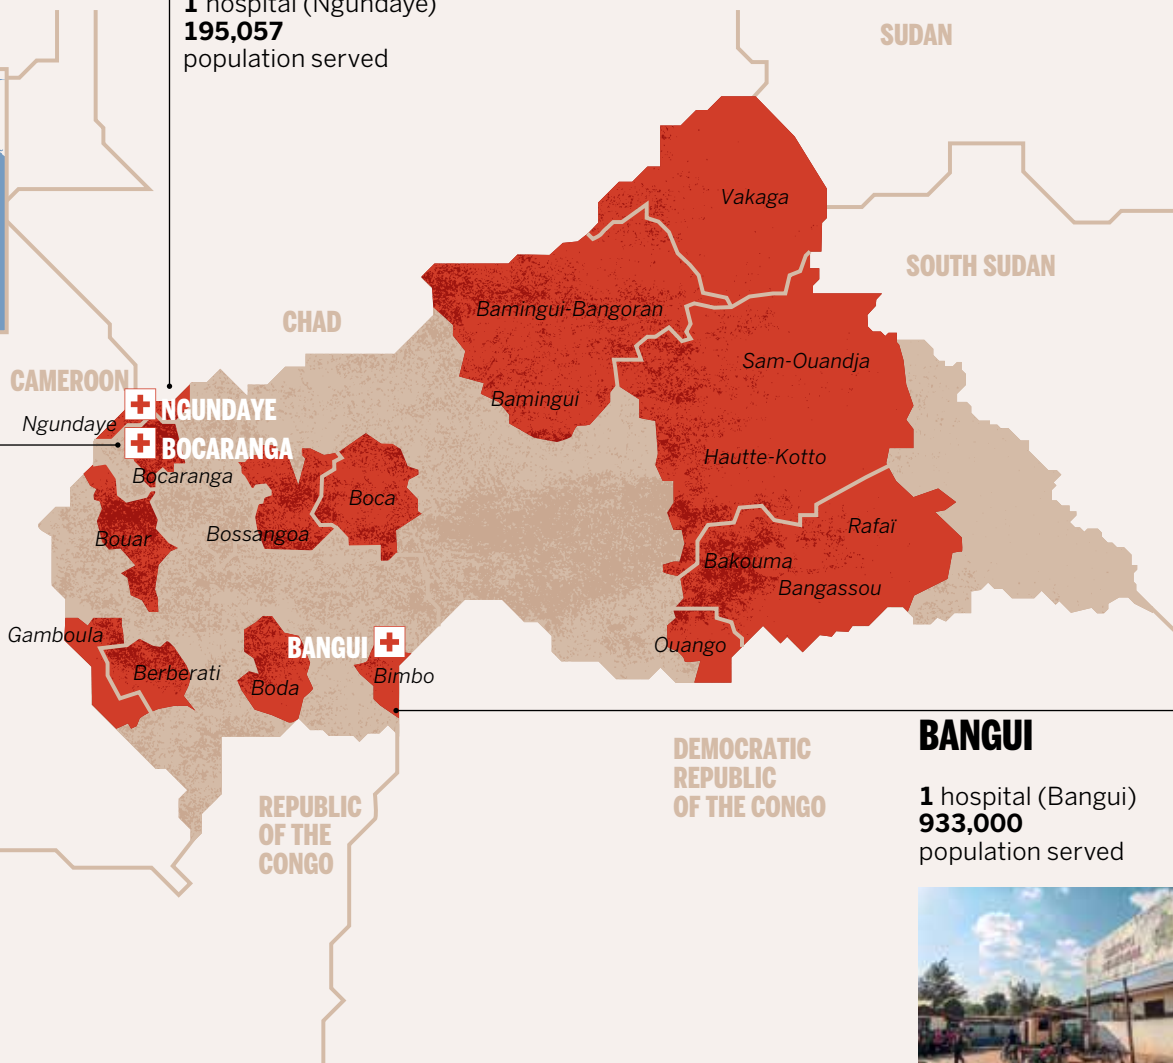 1 hospital (Ngundaye)
195,057
population served
SUDAN
Vakaga
SOUTH SUDAN
Bamingui-Bangoran
CHAD
Sam-Ouandja
CAMEROON
Bamingui
NGUNDAYE
Ngundaye
BOCARANGA
Hautte-Kotto
Bocaranga
Boca
Rafaï
Bossangoa
Bouar
Bakouma
Bangassou
Gamboula
BANGUI
Ouango
Berberati
Bimbo
Boda
BANGUI
DEMOCRATIC
REPUBLIC
OF THE CONGO
REPUBLIC
OF THE
CONGO
1 hospital (Bangui)
933,000
population served